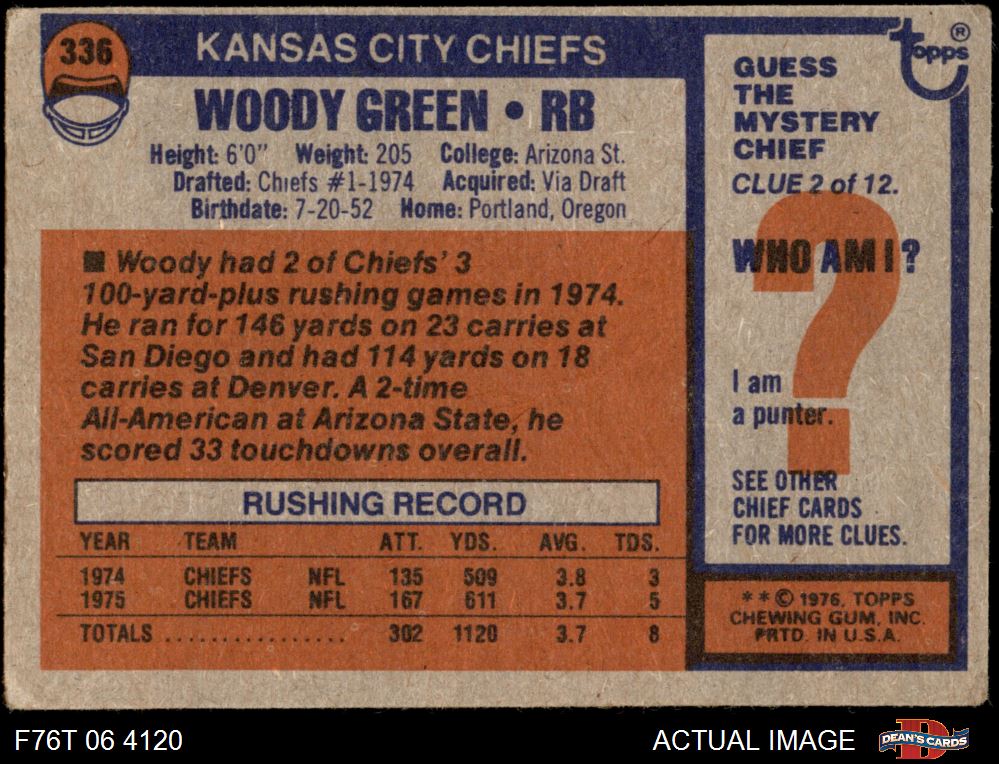 336
KANSAS CITY CHIEFS
WOODY GREEN • RB
Height: 6'0" Weight: 205 College: Arizona St.
Drafted: Chiefs #1-1974 Acquired: Via Draft
Birthdate: 7-20-52 Home: Portland, Oregon
■ Woody had 2 of Chiefs' 3
100-yard-plus rushing games in 1974.
He ran for 146 yards on 23 carries at
San Diego and had 114 yards on 18
carries at Denver. A 2-time
All-American at Arizona State, he
scored 33 touchdowns overall.
RUSHING RECORD
YEAR TEAM ATT. YDS. AVG. TDS.
1974 CHIEFS NFL 135 509 3.8 3
1975 CHIEFS NFL 167 611 3.7 5
TOTALS ................ 302 1120 3.7 8
topps ®
GUESS
THE
MYSTERY
CHIEF
CLUE 2 of 12.
WHO AM I?
?
I am
a punter.
SEE OTHER
CHIEF CARDS
FOR MORE CLUES.
* * © 1976, TOPPS
CHEWING GUM, INC.
PRTD. IN U.S.A.
F76T 06 4120
ACTUAL IMAGE
D
DEAN'S CARDS